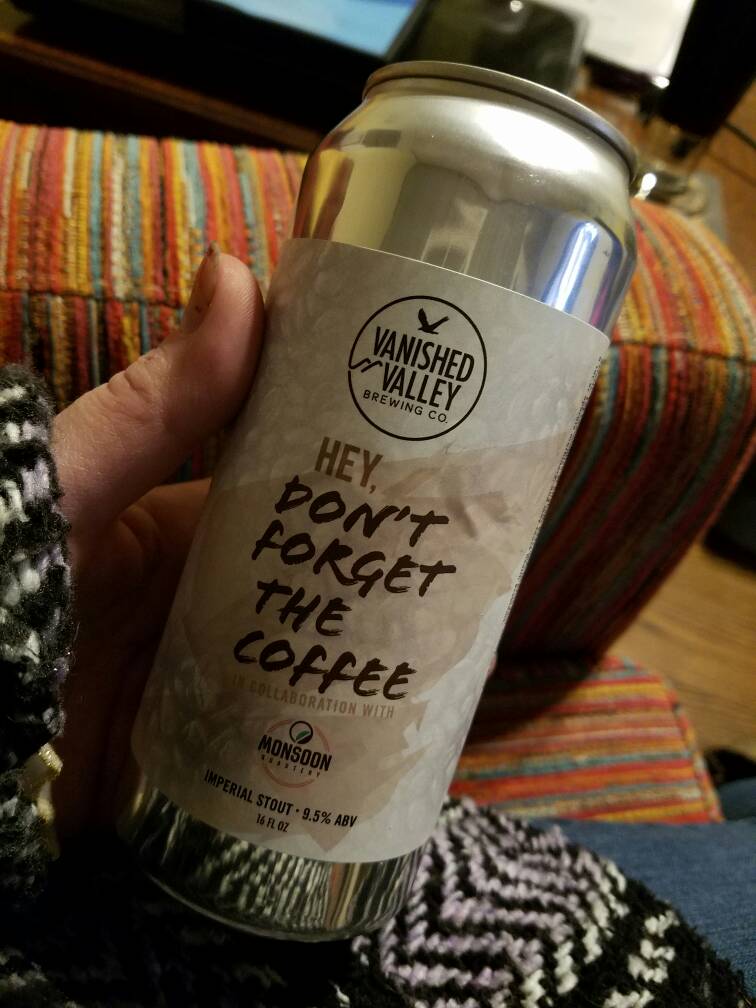 VANISHED
VALLEY
BREWING CO.
HEY,
DON'T
FORGET
THE
COFFEE
IN COLLABORATION WITH
MONSOON
ROASTERY
IMPERIAL STOUT • 9.5% ABV
16 FL OZ